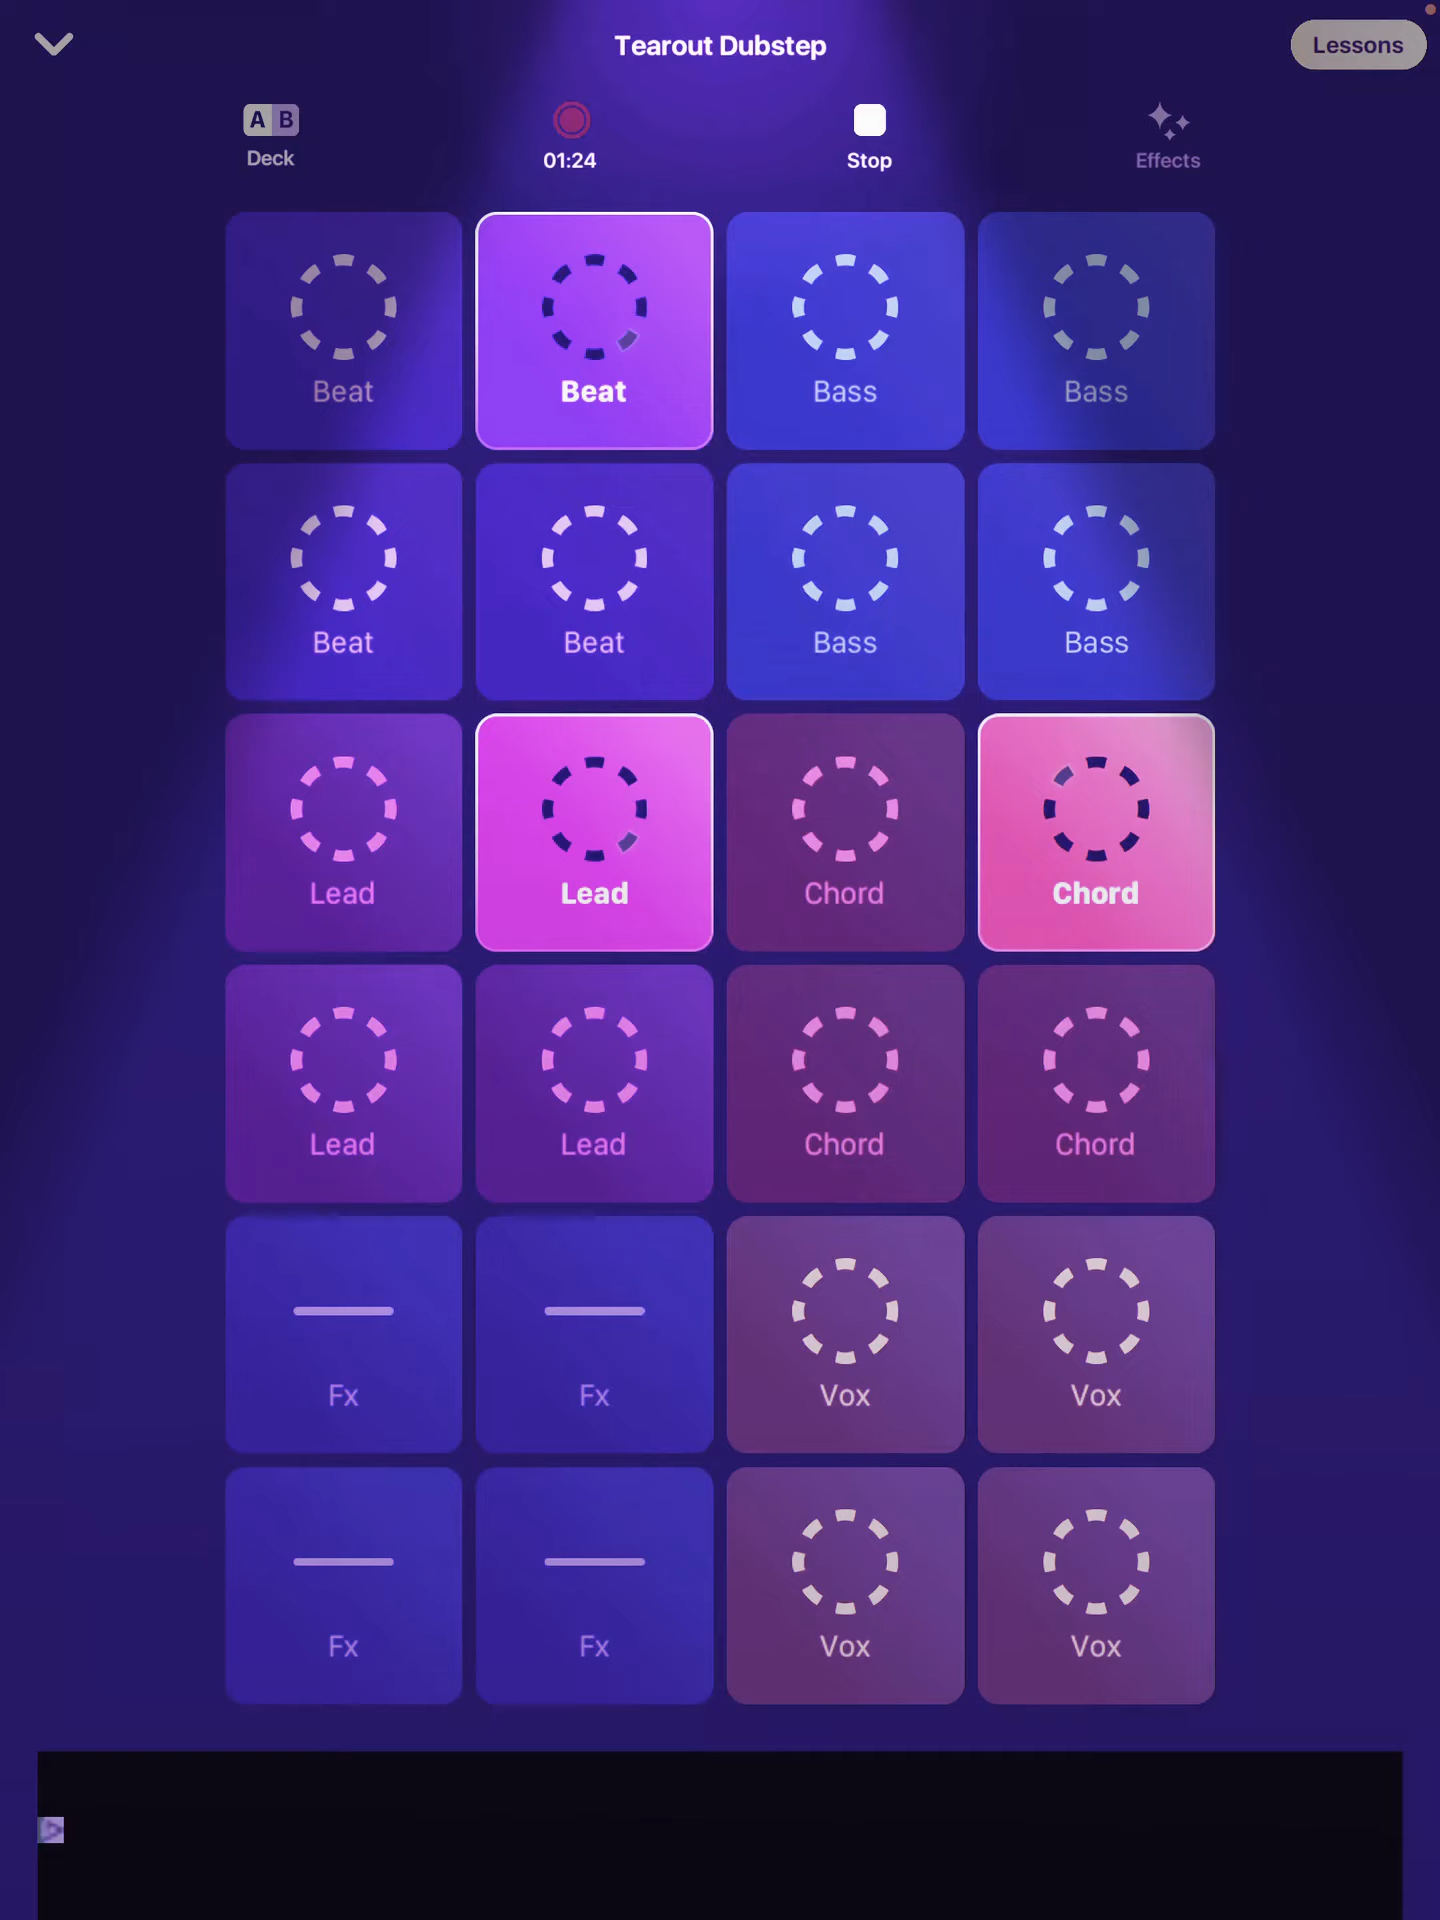 Tearout Dubstep
Lessons
A B
Deck
01:24
Stop
Effects
Beat
Beat
Bass
Bass
Beat
Beat
Bass
Bass
Lead
Lead
Chord
Chord
Lead
Lead
Chord
Chord
Fx
Fx
Vox
Vox
Fx
Fx
Vox
Vox